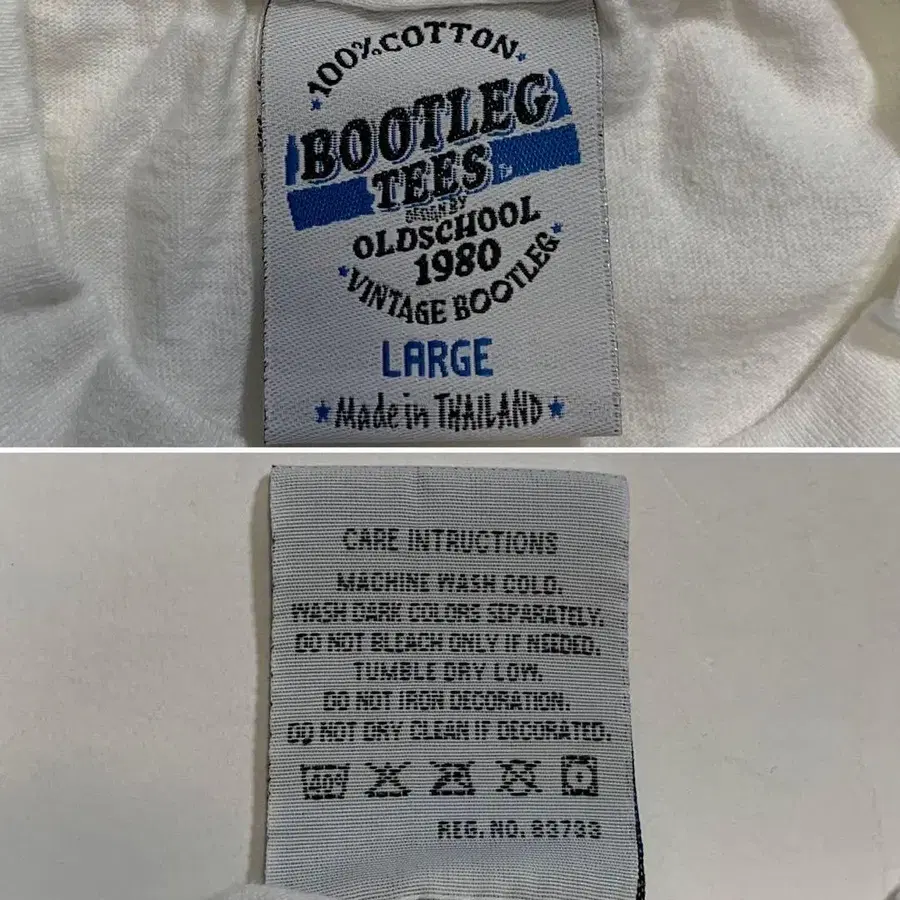 100% COTTON
BOOTLEG
TEES
DESIGN BY
OLDSCHOOL
1980
VINTAGE BOOTLEG
LARGE
Made in THAILAND
CARE INTRUCTIONS
MACHINE WASH COLD.
WASH DARK COLORS SEPARATELY.
DO NOT BLEACH ONLY IF NEEDED.
TUMBLE DRY LOW.
DO NOT IRON DECORATION.
DO NOT DRY CLEAN IF DECORATED.
40°
REG. NO. 83733